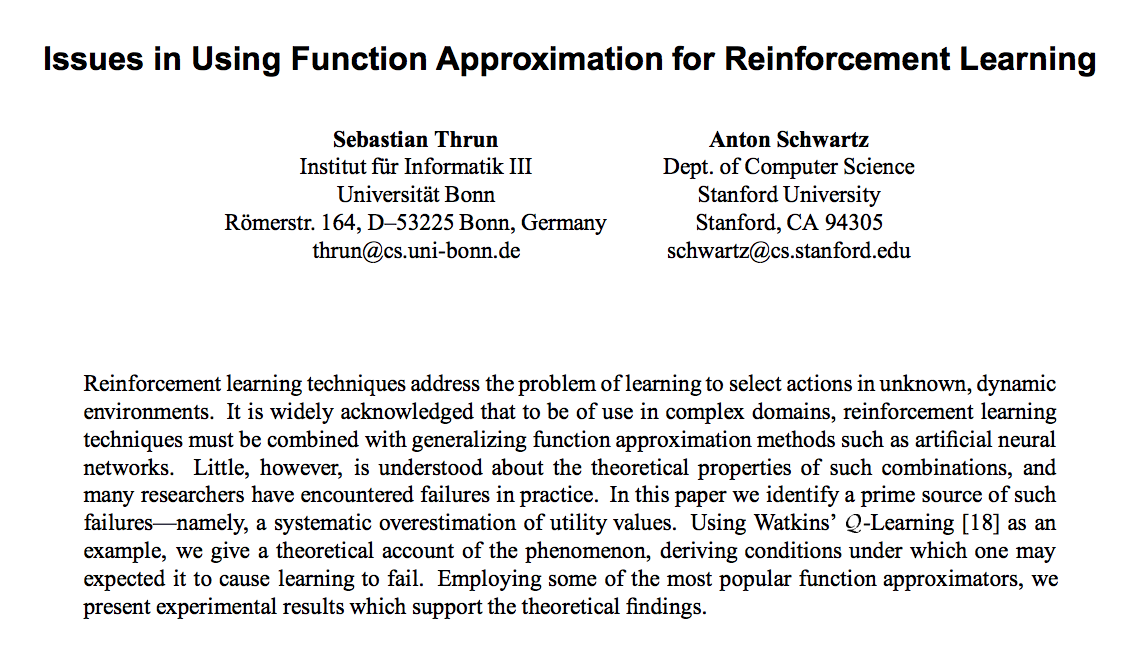 Issues in Using Function Approximation for Reinforcement Learning
Sebastian Thrun
Institut für Informatik III
Universität Bonn
Römerstr. 164, D–53225 Bonn, Germany
thrun@cs.uni-bonn.de
Anton Schwartz
Dept. of Computer Science
Stanford University
Stanford, CA 94305
schwartz@cs.stanford.edu
Reinforcement learning techniques address the problem of learning to select actions in unknown, dynamic
environments. It is widely acknowledged that to be of use in complex domains, reinforcement learning
techniques must be combined with generalizing function approximation methods such as artificial neural
networks. Little, however, is understood about the theoretical properties of such combinations, and
many researchers have encountered failures in practice. In this paper we identify a prime source of such
failures—namely, a systematic overestimation of utility values. Using Watkins’ Q-Learning [18] as an
example, we give a theoretical account of the phenomenon, deriving conditions under which one may
expected it to cause learning to fail. Employing some of the most popular function approximators, we
present experimental results which support the theoretical findings.